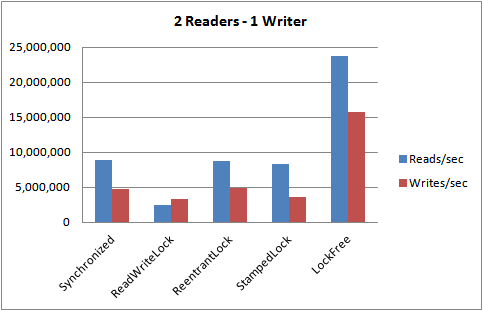 2 Readers - 1 Writer
25,000,000
20,000,000
15,000,000
10,000,000
5,000,000
0
Reads/sec
Writes/sec
Synchronized
ReadWriteLock
ReentrantLock
StampedLock
LockFree